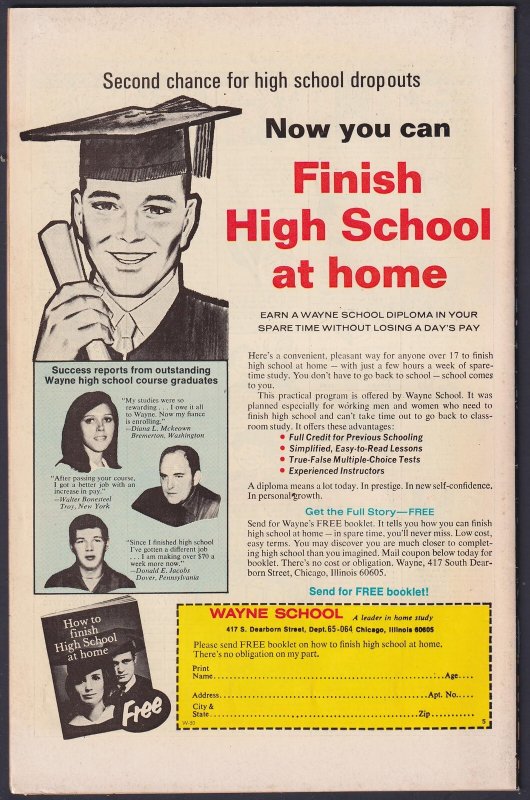 Second chance for high school dropouts
Now you can
Finish
High School
at home
EARN A WAYNE SCHOOL DIPLOMA IN YOUR
SPARE TIME WITHOUT LOSING A DAY'S PAY
Success reports from outstanding
Wayne high school course graduates
"My studies were so
rewarding . . . I owe it all
to Wayne. Now my fiance
is enrolling."
—Diana L. Mckeown
Bremerton, Washington
"After passing your course,
I got a better job with an
increase in pay."
—Walter Bonesteel
Troy, New York
"Since I finished high school
I've gotten a different job
. . . I am making over $70 a
week more now."
—Donald E. Jacobs
Dover, Pennsylvania
Here's a convenient, pleasant way for anyone over 17 to finish
high school at home — with just a few hours a week of spare-
time study. You don't have to go back to school — school comes
to you.
This practical program is offered by Wayne School. It was
planned especially for working men and women who need to
finish high school and can't take time out to go back to class-
room study. It offers these advantages:
• Full Credit for Previous Schooling
• Simplified, Easy-to-Read Lessons
• True-False Multiple-Choice Tests
• Experienced Instructors
A diploma means a lot today. In prestige. In new self-confidence.
In personal growth.
Get the Full Story—FREE
Send for Wayne's FREE booklet. It tells you how you can finish
high school at home — in spare time, you'll never miss. Low cost,
easy terms. You may discover you are much closer to complet-
ing high school than you imagined. Mail coupon below today for
booklet. There's no cost or obligation. Wayne, 417 South Dear-
born Street, Chicago, Illinois 60605.
Send for FREE booklet!
How to
finish
High School
at home
Free
WAYNE SCHOOL A leader in home study
417 S. Dearborn Street, Dept. 65-064 Chicago, Illinois 60605
Please send FREE booklet on how to finish high school at home.
There's no obligation on my part.
Print
Name........ Age....
Address........ Apt. No.....
City &
State........ Zip........
W-30 5